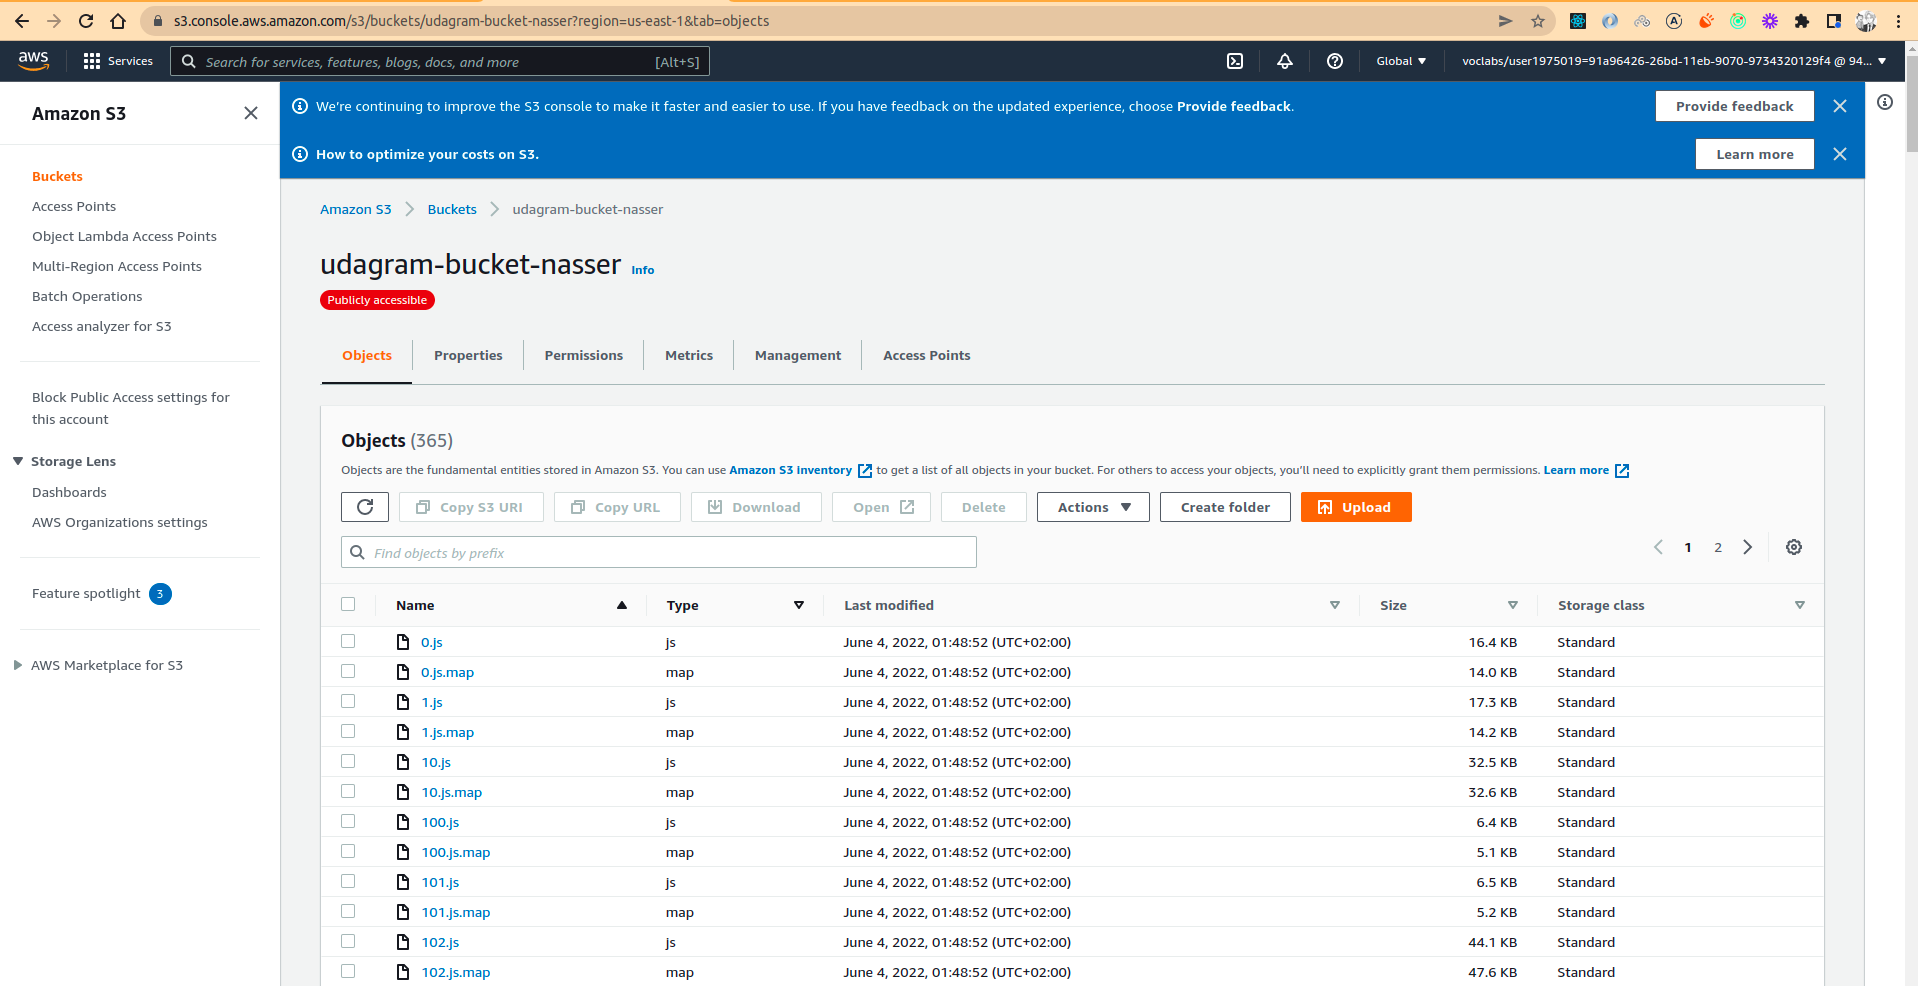 s3.console.aws.amazon.com/s3/buckets/udagram-bucket-nasser?region=us-east-1&tab=objects
aws Services Search for services, features, blogs, docs, and more [Alt+S] Global voclabs/user1975019=91a96426-26bd-11eb-9070-9734320129f4 @ 94...
Amazon S3
Buckets
Access Points
Object Lambda Access Points
Multi-Region Access Points
Batch Operations
Access analyzer for S3
Block Public Access settings for
this account
Storage Lens
Dashboards
AWS Organizations settings
Feature spotlight 3
AWS Marketplace for S3
We're continuing to improve the S3 console to make it faster and easier to use. If you have feedback on the updated experience, choose Provide feedback. Provide feedback
How to optimize your costs on S3. Learn more
Amazon S3 Buckets udagram-bucket-nasser
udagram-bucket-nasser Info
Publicly accessible
Objects Properties Permissions Metrics Management Access Points
Objects (365)
Objects are the fundamental entities stored in Amazon S3. You can use Amazon S3 inventory to get a list of all objects in your bucket. For others to access your objects, you'll need to explicitly grant them permissions. Learn more
Copy S3 URI Copy URL Download Open Delete Actions Create folder Upload
Find objects by prefix 1 2
Name Type Last modified Size Storage class
0.js js June 4, 2022, 01:48:52 (UTC+02:00) 16.4 KB Standard
0.js.map map June 4, 2022, 01:48:52 (UTC+02:00) 14.0 KB Standard
1.js js June 4, 2022, 01:48:52 (UTC+02:00) 17.3 KB Standard
1.js.map map June 4, 2022, 01:48:52 (UTC+02:00) 14.2 KB Standard
10.js js June 4, 2022, 01:48:52 (UTC+02:00) 32.5 KB Standard
10.js.map map June 4, 2022, 01:48:52 (UTC+02:00) 32.6 KB Standard
100.js js June 4, 2022, 01:48:52 (UTC+02:00) 6.4 KB Standard
100.js.map map June 4, 2022, 01:48:52 (UTC+02:00) 5.1 KB Standard
101.js js June 4, 2022, 01:48:52 (UTC+02:00) 6.5 KB Standard
101.js.map map June 4, 2022, 01:48:52 (UTC+02:00) 5.2 KB Standard
102.js js June 4, 2022, 01:48:52 (UTC+02:00) 44.1 KB Standard
102.js.map map June 4, 2022, 01:48:52 (UTC+02:00) 47.6 KB Standard